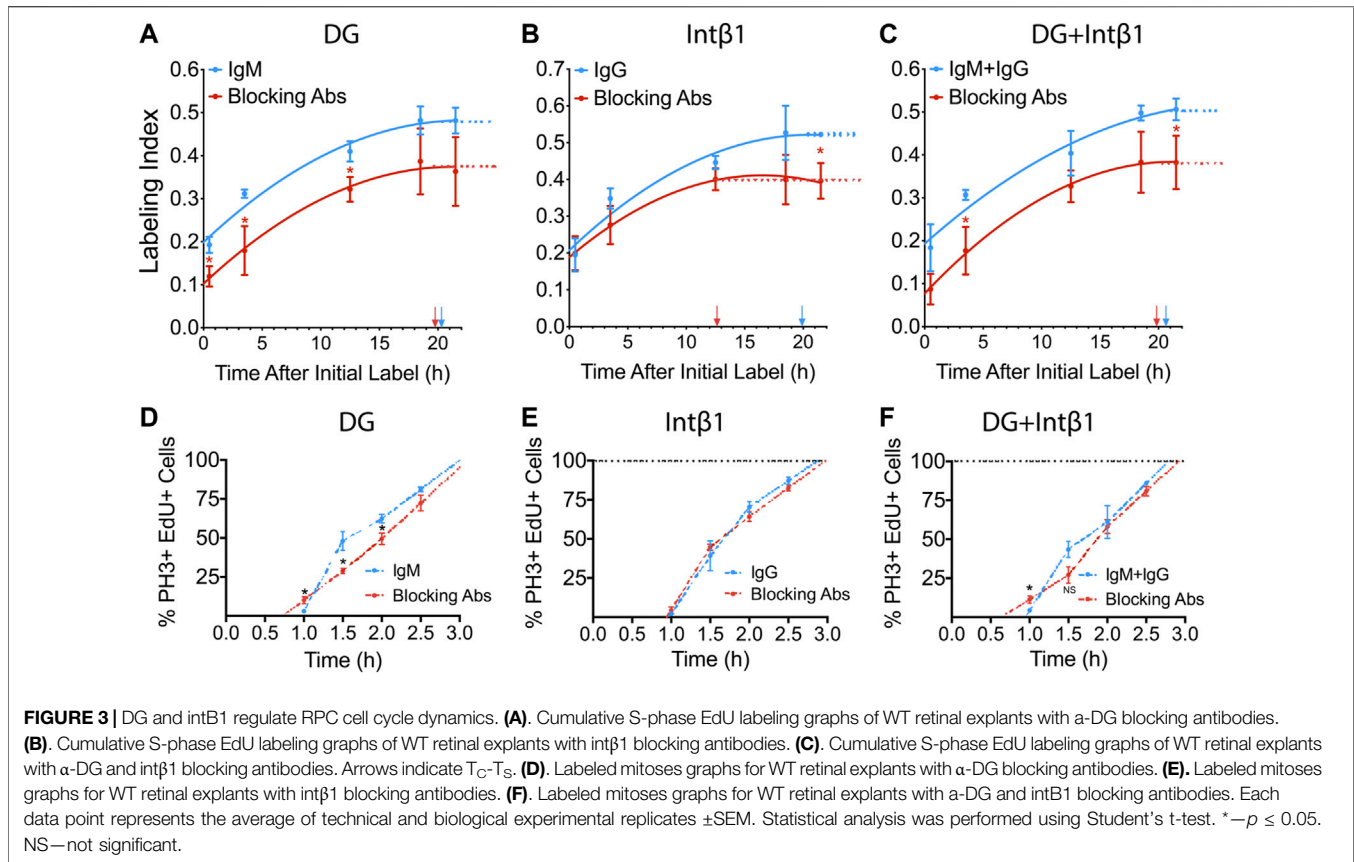 A DG
IgM
Blocking Abs
Labeling Index
0.6
0.5
0.4
0.3
0.2
0.1
0.0
* * *
0 5 10 15 20
Time After Initial Label (h)
B Intβ1
IgG
Blocking Abs
0.7
0.6
0.5
0.4
0.3
0.2
0.1
0.0
*
0 5 10 15 20
Time After Initial Label (h)
C DG+Intβ1
IgM+IgG
Blocking Abs
0.6
0.5
0.4
0.3
0.2
0.1
0.0
* *
0 5 10 15 20
Time After Initial Label (h)
D DG
% PH3+ EdU+ Cells
100
75
50
25
* * *
IgM
Blocking Abs
0.0 0.5 1.0 1.5 2.0 2.5 3.0
Time (h)
E Intβ1
% PH3+ EdU+ Cells
100
75
50
25
IgG
Blocking Abs
0.0 0.5 1.0 1.5 2.0 2.5 3.0
Time (h)
F DG+Intβ1
% PH3+ EdU+ Cells
100
75
50
25
*
NS
IgM+IgG
Blocking Abs
0.0 0.5 1.0 1.5 2.0 2.5 3.0
Time (h)
FIGURE 3 | DG and intB1 regulate RPC cell cycle dynamics. (A). Cumulative S-phase EdU labeling graphs of WT retinal explants with a-DG blocking antibodies.
(B). Cumulative S-phase EdU labeling graphs of WT retinal explants with intβ1 blocking antibodies. (C). Cumulative S-phase EdU labeling graphs of WT retinal explants
with α-DG and intβ1 blocking antibodies. Arrows indicate TC-TS. (D). Labeled mitoses graphs for WT retinal explants with α-DG blocking antibodies. (E). Labeled mitoses
graphs for WT retinal explants with intβ1 blocking antibodies. (F). Labeled mitoses graphs for WT retinal explants with a-DG and intB1 blocking antibodies. Each
data point represents the average of technical and biological experimental replicates ±SEM. Statistical analysis was performed using Student's t-test. *—p ≤ 0.05.
NS—not significant.